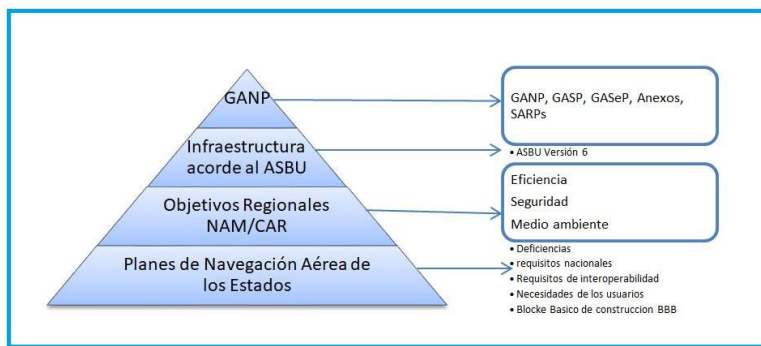 GANP
Infraestructura
acorde al ASBU
Objetivos Regionales
NAM/CAR
Planes de Navegación Aérea de
los Estados
GANP, GASP, GASeP, Anexos,
SARPs
• ASBU Versión 6
Eficiencia
Seguridad
Medio ambiente
• Deficiencias
• requisitos nacionales
• Requisitos de interoperabilidad
• Necesidades de los usuarios
• Blocke Basico de construccion BBB